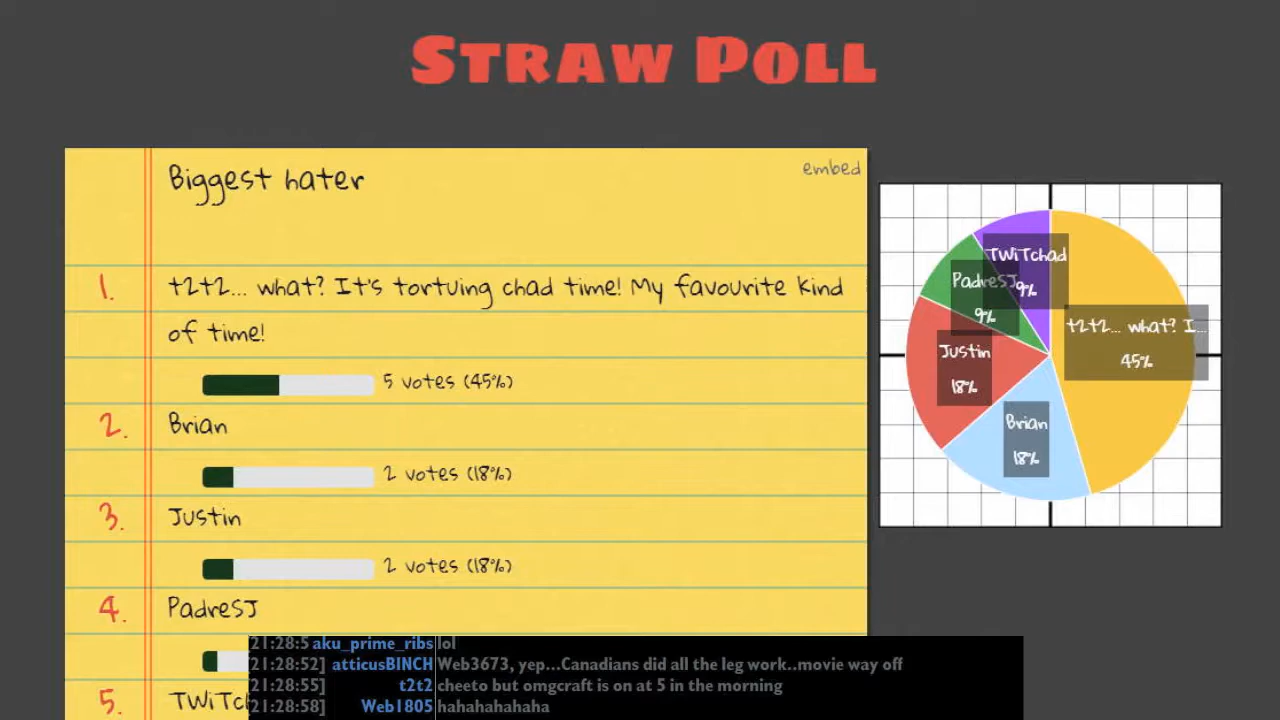 STRAW POLL
Biggest hater
embed
1. t2t2... what? It's tortuing chad time! My favourite kind
of time!
5 votes (45%)
2. Brian
2 votes (18%)
3. Justin
2 votes (18%)
4. PadreSJ
5. TWiTch
TWiTchad
9%
PadreSJ
9%
t2t2... what? I...
45%
Justin
18%
Brian
18%
21:28:5 aku_prime_ribs lol
21:28:52] atticusBINCH Web3673, yep...Canadians did all the leg work..movie way off
21:28:55] t2t2 cheeto but omgcraft is on at 5 in the morning
21:28:58] Web1805 hahahahahaha